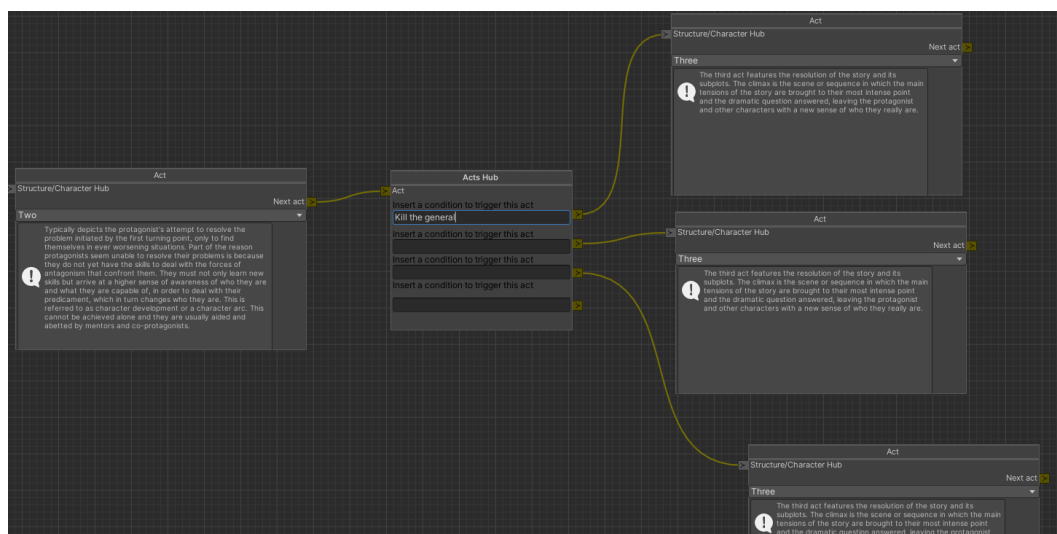 Act
Structure/Character Hub
Next act
Two
Typically depicts the protagonist's attempt to resolve the
problem initiated by the first turning point, only to find
themselves in ever worsening situations. Part of the reason
protagonists seem unable to resolve their problems is because
they do not yet have the skills to deal with the forces of
antagonism that confront them. They must not only learn new
skills but arrive at a higher sense of awareness of who they are
and what they are capable of, in order to deal with their
predicament, which in turn changes who they are. This is
referred to as character development or a character arc. This
cannot be achieved alone and they are usually aided and
abetted by mentors and co-protagonists.
Acts Hub
Act
Insert a condition to trigger this act
Kill the general
Insert a condition to trigger this act
Insert a condition to trigger this act
Insert a condition to trigger this act
Act
Structure/Character Hub
Next act
Three
The third act features the resolution of the story and its
subplots. The climax is the scene or sequence in which the main
tensions of the story are brought to their most intense point
and the dramatic question answered, leaving the protagonist
and other characters with a new sense of who they really are.
Act
Structure/Character Hub
Next act
Three
The third act features the resolution of the story and its
subplots. The climax is the scene or sequence in which the main
tensions of the story are brought to their most intense point
and the dramatic question answered, leaving the protagonist
and other characters with a new sense of who they really are.
Act
Structure/Character Hub
Next act
Three
The third act features the resolution of the story and its
subplots. The climax is the scene or sequence in which the main
tensions of the story are brought to their most intense point
and the dramatic question answered, leaving the protagonist